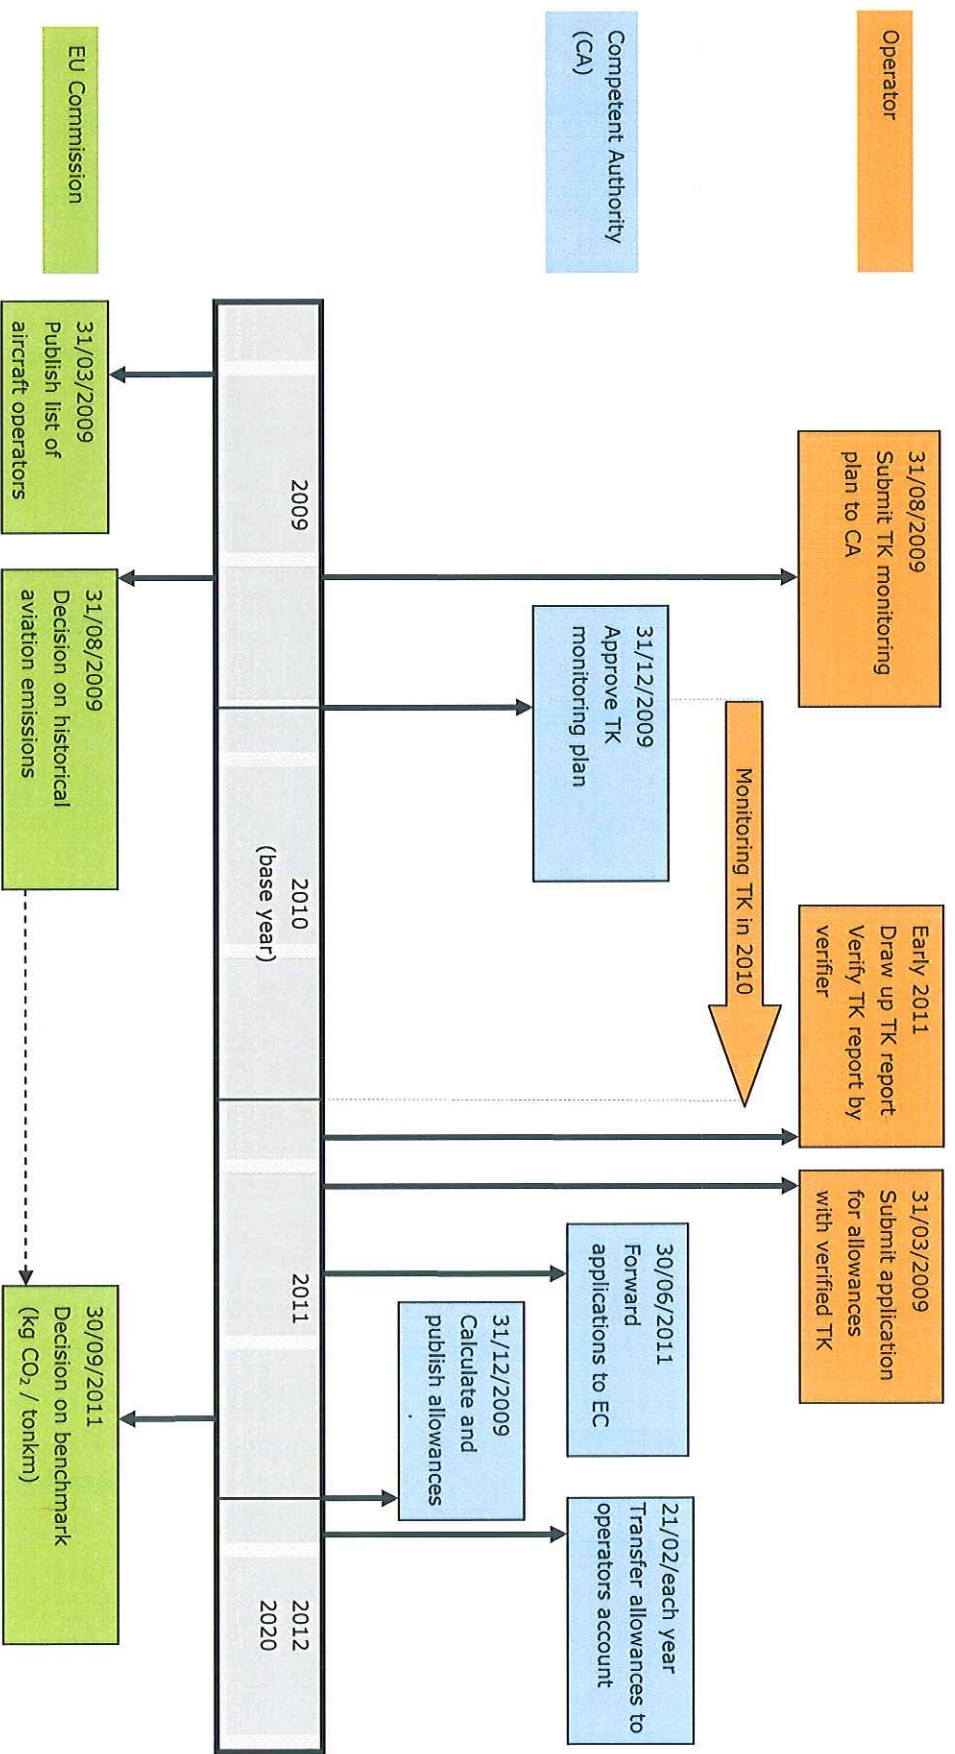 Operator
31/08/2009
Submit TK monitoring
plan to CA
Early 2011
Draw up TK report
Verify TK report by
verifier
31/03/2009
Submit application
for allowances
with verified TK
Monitoring TK in 2010
Competent Authority
(CA)
31/12/2009
Approve TK
monitoring plan
30/06/2011
Forward
applications to EC
21/02/each year
Transfer allowances to
operators account
31/12/2009
Calculate and
publish allowances
2009
2010
(base year)
2011
2012
2020
EU Commission
31/03/2009
Publish list of
aircraft operators
31/08/2009
Decision on historical
aviation emissions
30/09/2011
Decision on benchmark
(kg CO₂ / tonkm)